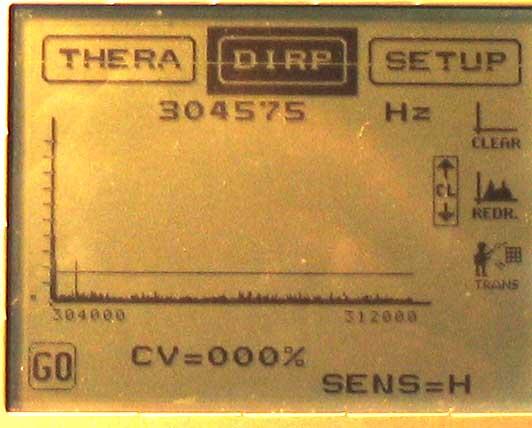 THERA DIRP SETUP
304575 Hz
CLEAR
CL
REDR.
TRANS
304000 312000
GO CV=000%
SENS=H